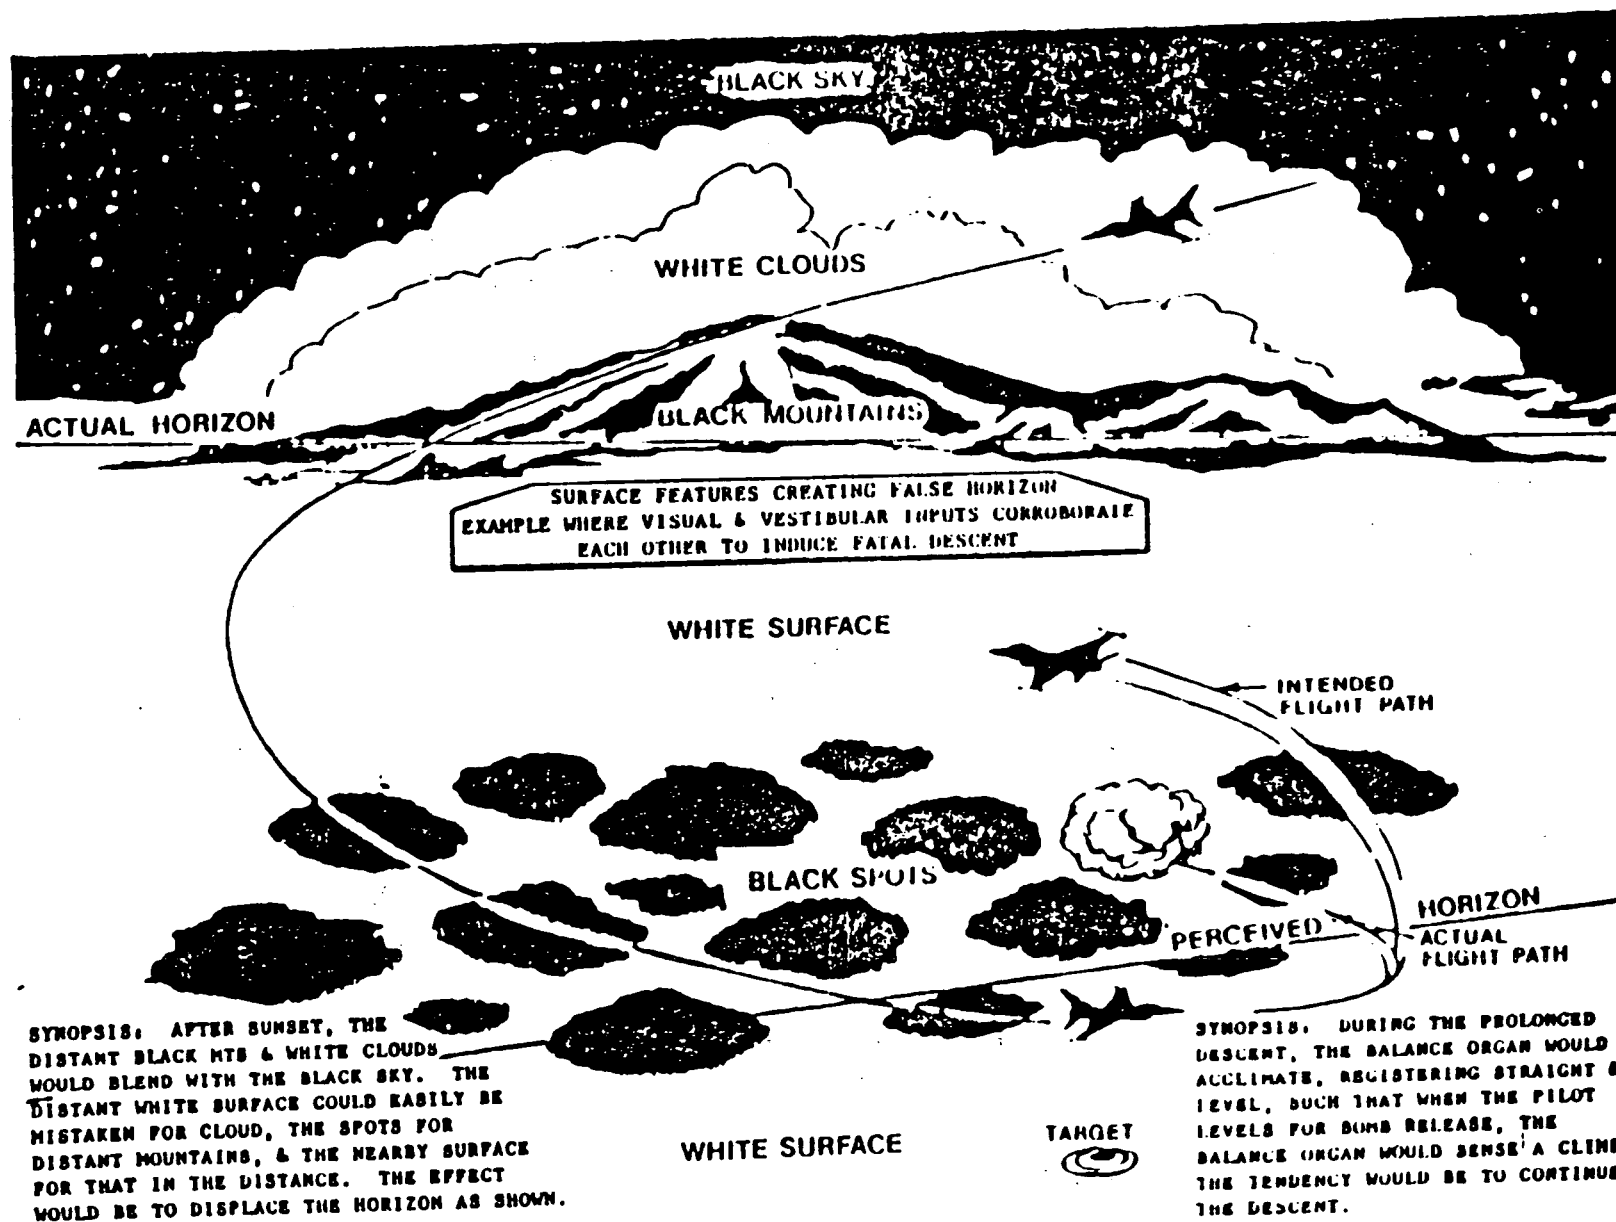 BLACK SKY
WHITE CLOUDS
ACTUAL HORIZON
BLACK MOUNTAINS
SURFACE FEATURES CREATING FALSE HORIZON
EXAMPLE WHERE VISUAL & VESTIBULAR INPUTS CORROBORATE
EACH OTHER TO INDUCE FATAL DESCENT
WHITE SURFACE
INTENDED
FLIGHT PATH
BLACK SPOTS
PERCEIVED HORIZON
ACTUAL
FLIGHT PATH
SYNOPSIS: AFTER SUNSET, THE
DISTANT BLACK MTS & WHITE CLOUDS
WOULD BLEND WITH THE BLACK SKY. THE
DISTANT WHITE SURFACE COULD EASILY BE
MISTAKEN FOR CLOUD, THE SPOTS FOR
DISTANT MOUNTAINS, & THE NEARBY SURFACE
FOR THAT IN THE DISTANCE. THE EFFECT
WOULD BE TO DISPLACE THE HORIZON AS SHOWN.
WHITE SURFACE
TARGET
SYNOPSIS. DURING THE PROLONGED
DESCENT, THE BALANCE ORGAN WOULD
ACCLIMATE, REGISTERING STRAIGHT &
LEVEL, SUCH THAT WHEN THE PILOT
LEVELS FOR BOMB RELEASE, THE
BALANCE ORGAN WOULD SENSE A CLIMB
THE TENDENCY WOULD BE TO CONTINUE
THE DESCENT.